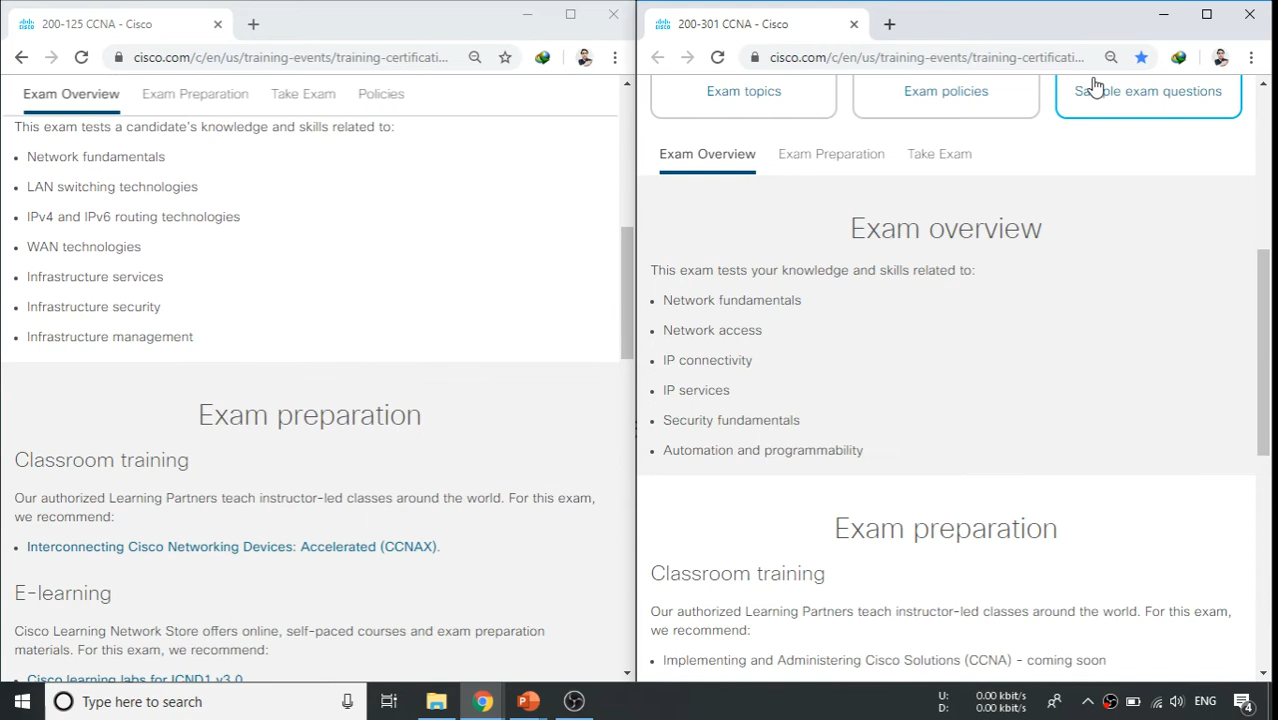 200-125 CCNA - Cisco
cisco.com/c/en/us/training-events/training-certificati...
Exam Overview
Exam Preparation
Take Exam
Policies
This exam tests a candidate's knowledge and skills related to:
• Network fundamentals
• LAN switching technologies
• IPv4 and IPv6 routing technologies
• WAN technologies
• Infrastructure services
• Infrastructure security
• Infrastructure management
Exam preparation
Classroom training
Our authorized Learning Partners teach instructor-led classes around the world. For this exam,
we recommend:
• Interconnecting Cisco Networking Devices: Accelerated (CCNAX).
E-learning
Cisco Learning Network Store offers online, self-paced courses and exam preparation
materials. For this exam, we recommend:
Cisco learning labs for ICND1 v3.0
200-301 CCNA - Cisco
cisco.com/c/en/us/training-events/training-certificati...
Exam topics
Exam policies
Sample exam questions
Exam Overview
Exam Preparation
Take Exam
Exam overview
This exam tests your knowledge and skills related to:
• Network fundamentals
• Network access
• IP connectivity
• IP services
• Security fundamentals
• Automation and programmability
Exam preparation
Classroom training
Our authorized Learning Partners teach instructor-led classes around the world. For this exam,
we recommend:
• Implementing and Administering Cisco Solutions (CCNA) - coming soon
Type here to search
U: 0.00 kbit/s
D: 0.00 kbit/s
ENG
4